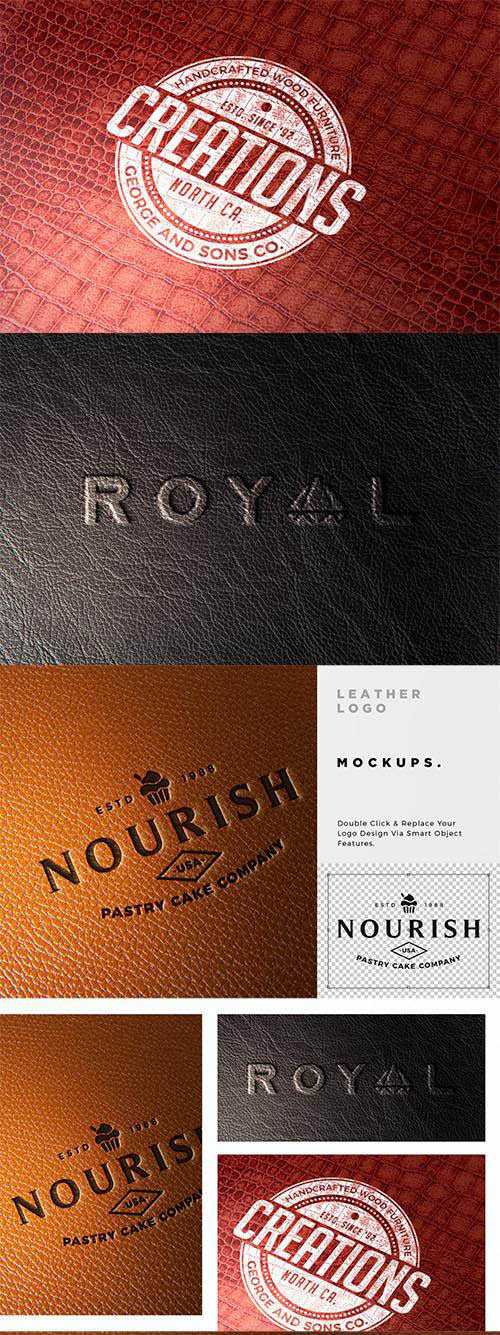 HANDCRAFTED WOOD FURNITURE
ESTD. SINCE '92
CREATIONS
NORTH CA.
GEORGE AND SONS CO.
ROYAL
ESTD 1988
NOURISH
-USA-
PASTRY CAKE COMPANY
LEATHER
LOGO
MOCKUPS.
Double Click & Replace Your
Logo Design Via Smart Object
Features.
ESTD 1988
NOURISH
-USA-
PASTRY CAKE COMPANY
ESTD 1988
NOURISH
-USA-
PASTRY CAKE COMPA
ROYAL
HANDCRAFTED WOOD FURNITURE
ESTD. SINCE '92
CREATIONS
NORTH CA.
GEORGE AND SONS CO.